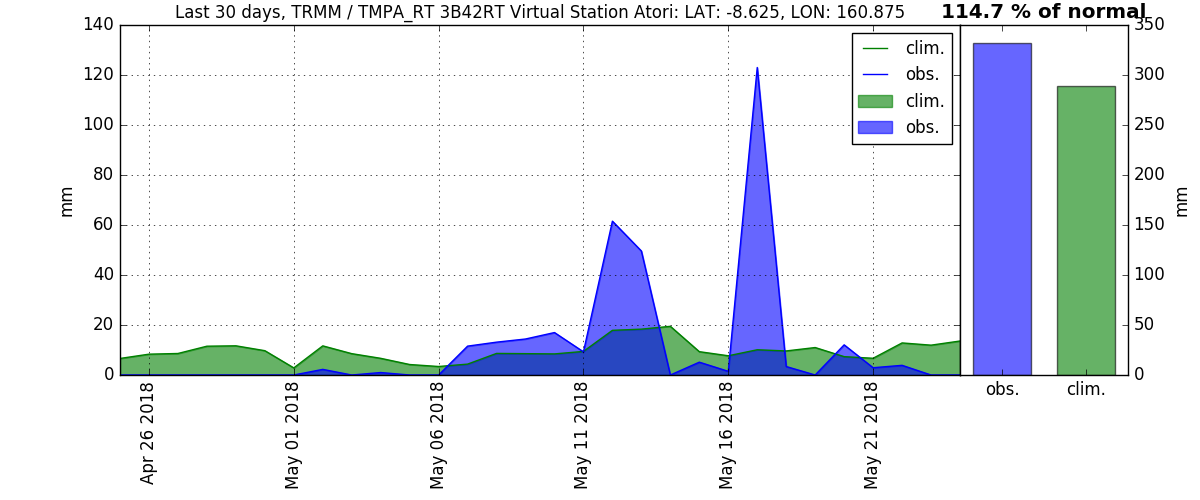 Last 30 days, TRMM / TMPA_RT 3B42RT Virtual Station Atori: LAT: -8.625, LON: 160.875
114.7 % of normal
140
120
100
80
60
40
20
0
mm
clim.
obs.
clim.
obs.
350
300
250
200
150
100
50
0
mm
Apr 26 2018
May 01 2018
May 06 2018
May 11 2018
May 16 2018
May 21 2018
obs.
clim.